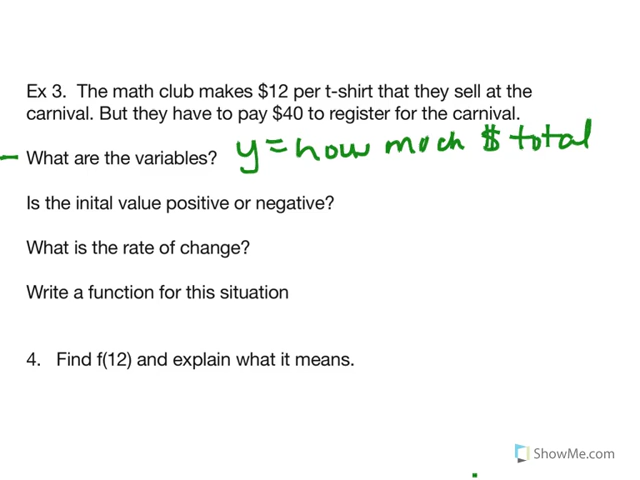 Ex 3. The math club makes $12 per t-shirt that they sell at the
carnival. But they have to pay $40 to register for the carnival.
What are the variables? y = how much $ total
Is the inital value positive or negative?
What is the rate of change?
Write a function for this situation
4. Find f(12) and explain what it means.
ShowMe.com